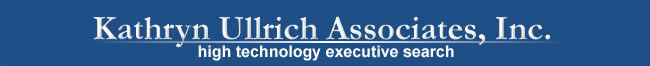 Kathryn Ullrich Associates, Inc.
high technology executive search